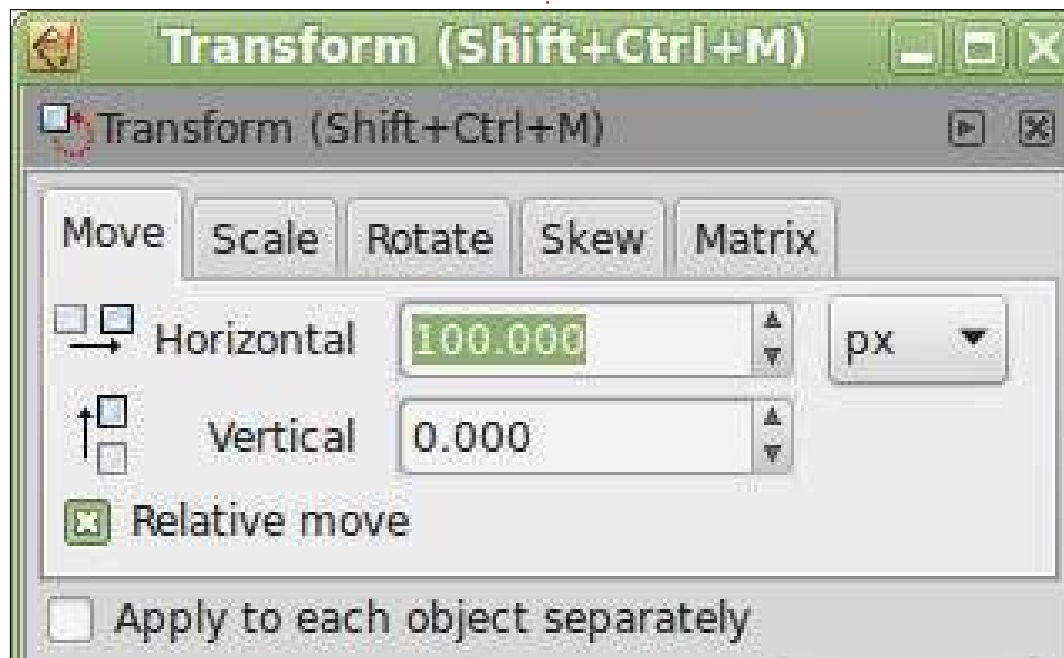 Transform (Shift+Ctrl+M)
Transform (Shift+Ctrl+M)
Move Scale Rotate Skew Matrix
Horizontal 100.000 px
Vertical 0.000
Relative move
Apply to each object separately